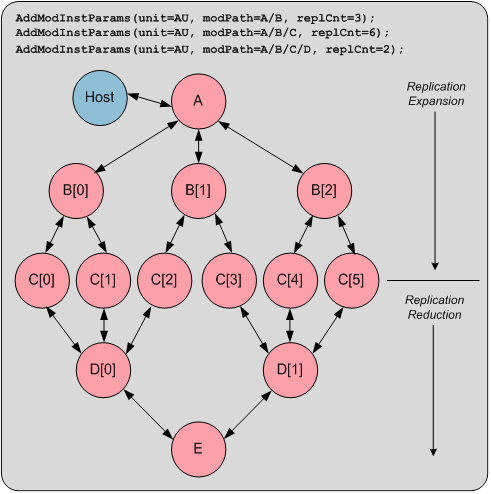 AddModInstParams(unit=AU, modPath=A/B, replCnt=3);
AddModInstParams(unit=AU, modPath=A/B/C, replCnt=6);
AddModInstParams(unit=AU, modPath=A/B/C/D, replCnt=2);
Host
A
Replication
Expansion
B[0]
B[1]
B[2]
C[0]
C[1]
C[2]
C[3]
C[4]
C[5]
Replication
Reduction
D[0]
D[1]
E